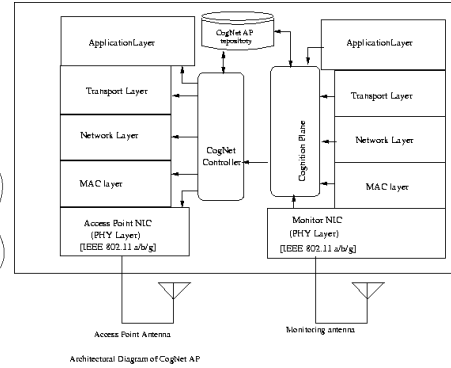 CogNet AP
repository
ApplicationLayer
Transport Layer
Network Layer
MAC layer
Access Point NIC
(PHY Layer)
[IEEE 802.11 a/b/g]
CogNet
Controller
Cognition Plane
ApplicationLayer
Transport Layer
Network Layer
MAC Layer
Monitor NIC
(PHY Layer)
[IEEE 802.11 a/b/g]
Access Point Antenna
Monitoring antenna
Architectural Diagram of CogNet AP